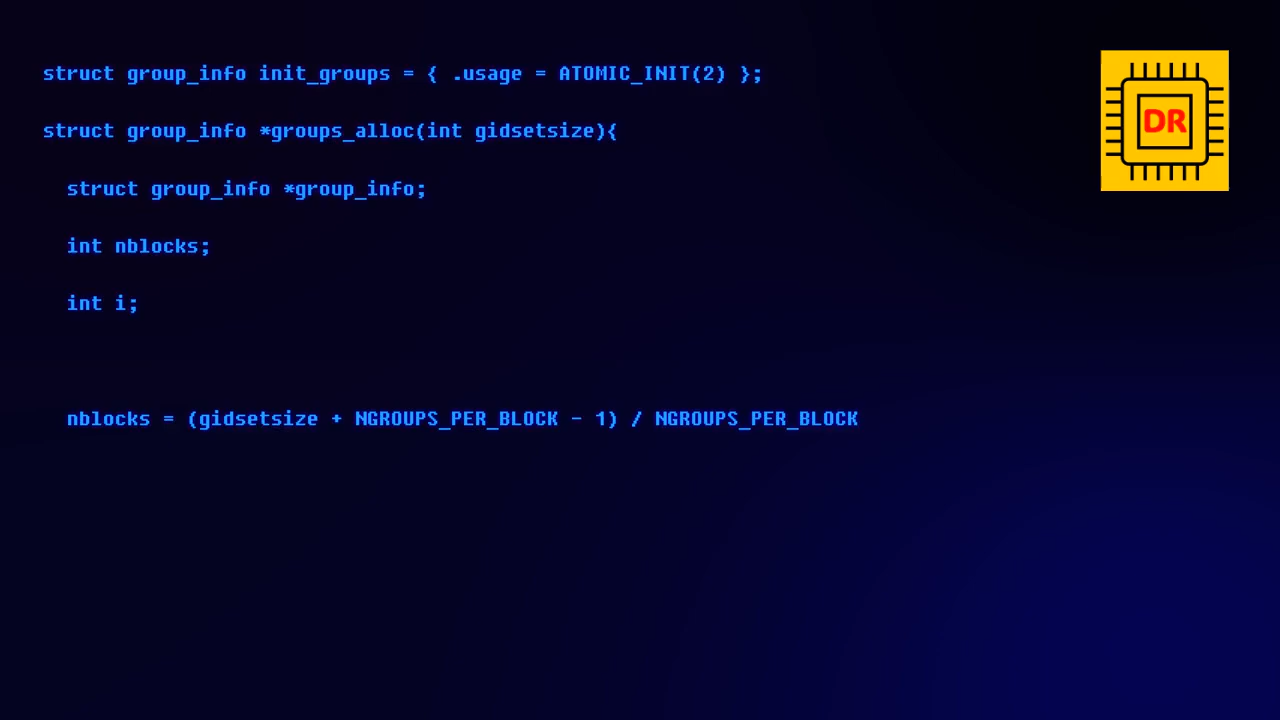 struct group_info init_groups = { .usage = ATOMIC_INIT(2) };
struct group_info *groups_alloc(int gidsetsize){
struct group_info *group_info;
int nblocks;
int i;
nblocks = (gidsetsize + NGROUPS_PER_BLOCK - 1) / NGROUPS_PER_BLOCK
DR